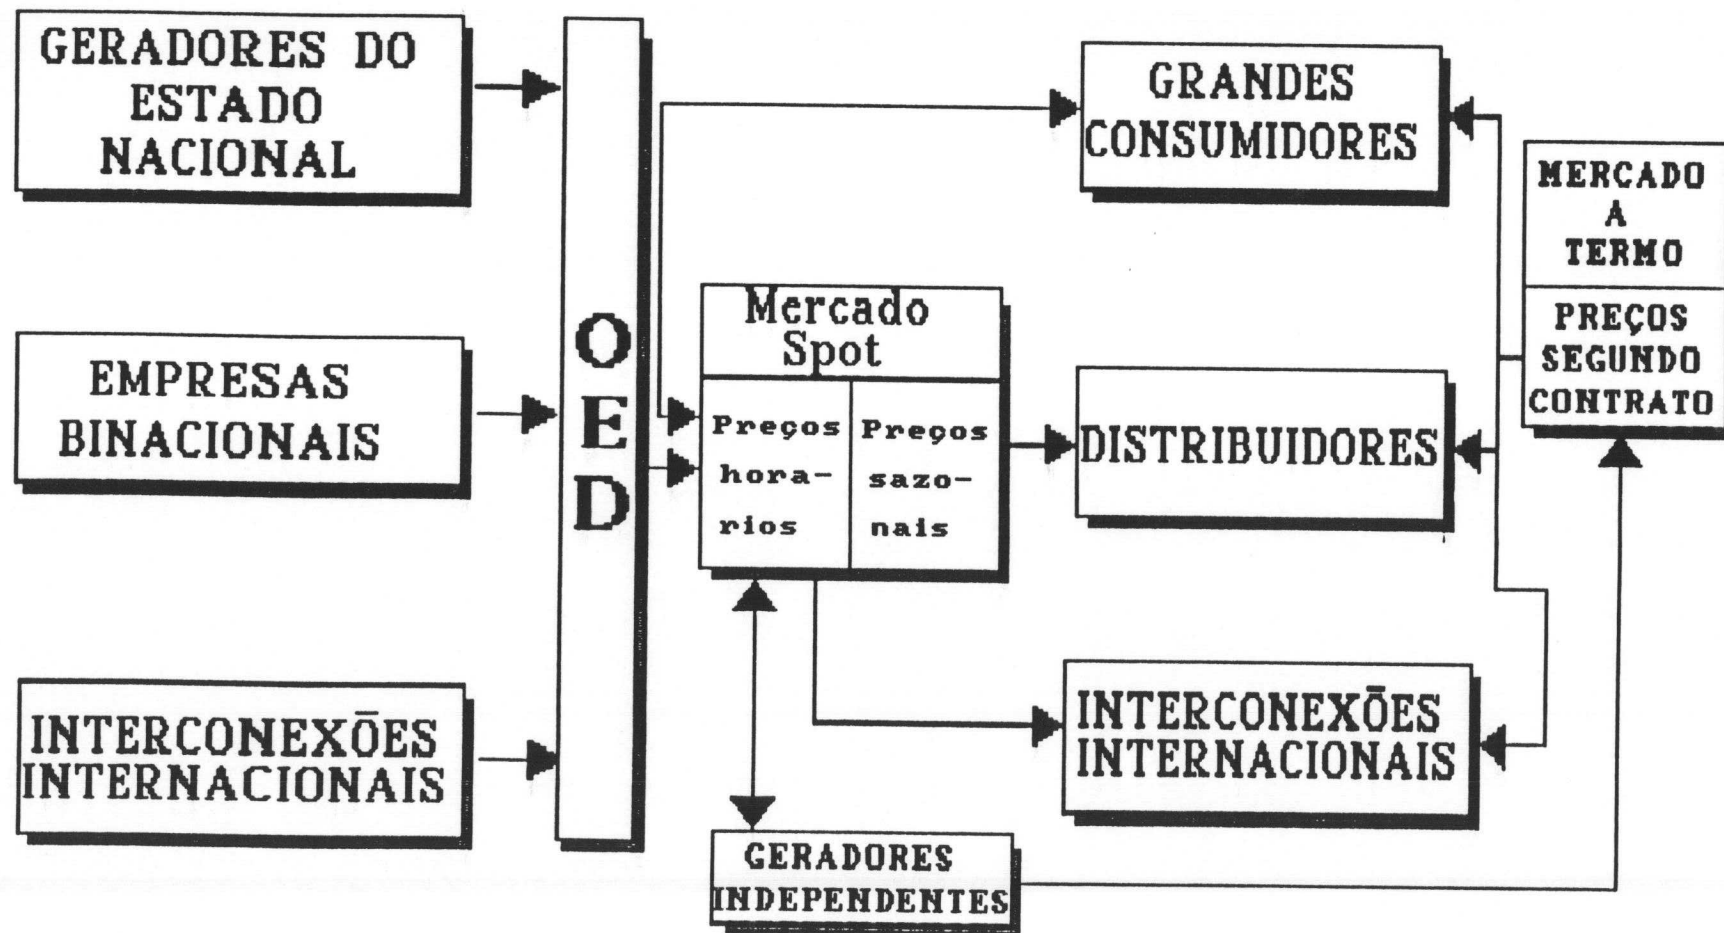 GERADORES DO
ESTADO
NACIONAL
EMPRESAS
BINACIONAIS
INTERCONEXÕES
INTERNACIONAIS
O
E
D
Mercado
Spot
Preços
hora-
rios
Preços
sazo-
nais
GERADORES
INDEPENDENTES
GRANDES
CONSUMIDORES
DISTRIBUIDORES
INTERCONEXÕES
INTERNACIONAIS
MERCADO
A
TERMO
PREÇOS
SEGUNDO
CONTRATO